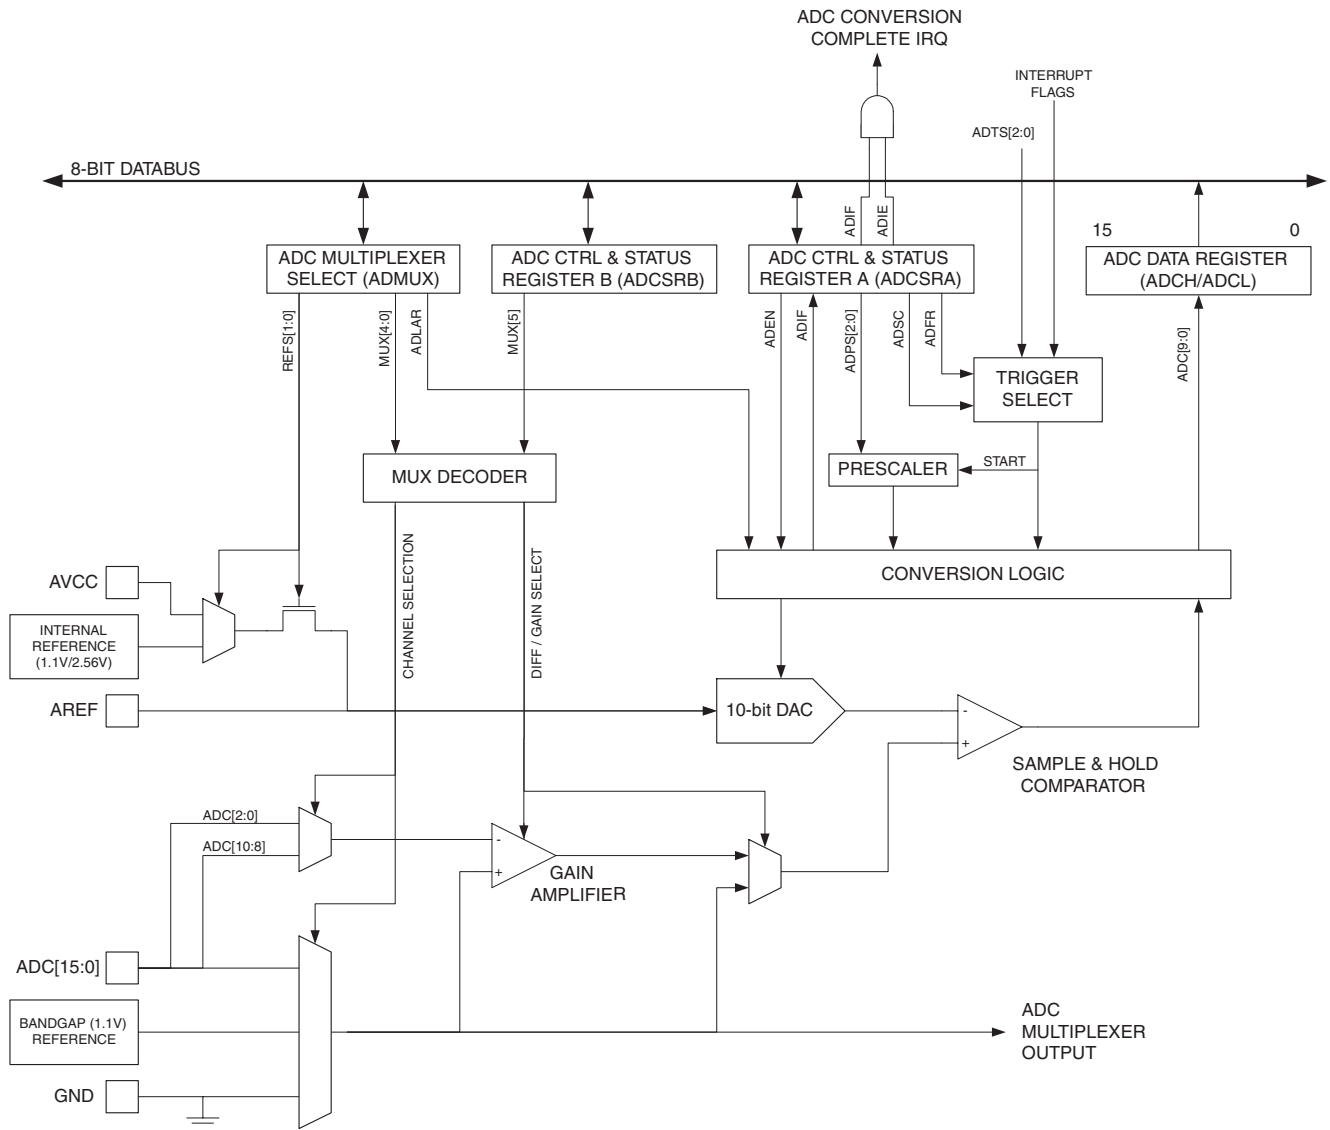 ADC CONVERSION
COMPLETE IRQ
INTERRUPT
FLAGS
ADTS[2:0]
8-BIT DATABUS
ADIF
ADIE
15
0
ADC MULTIPLEXER
SELECT (ADMUX)
ADC CTRL & STATUS
REGISTER B (ADCSRB)
ADC CTRL & STATUS
REGISTER A (ADCSRA)
ADC DATA REGISTER
(ADCH/ADCL)
REFS[1:0]
MUX[4:0]
ADLAR
MUX[5]
ADEN
ADIF
ADPS[2:0]
ADSC
ADFR
ADC[9:0]
TRIGGER
SELECT
MUX DECODER
PRESCALER
START
CHANNEL SELECTION
DIFF / GAIN SELECT
CONVERSION LOGIC
AVCC
INTERNAL
REFERENCE
(1.1V/2.56V)
AREF
10-bit DAC
-
+
SAMPLE & HOLD
COMPARATOR
ADC[2:0]
ADC[10:8]
-
+
GAIN
AMPLIFIER
ADC[15:0]
BANDGAP (1.1V)
REFERENCE
ADC
MULTIPLEXER
OUTPUT
GND